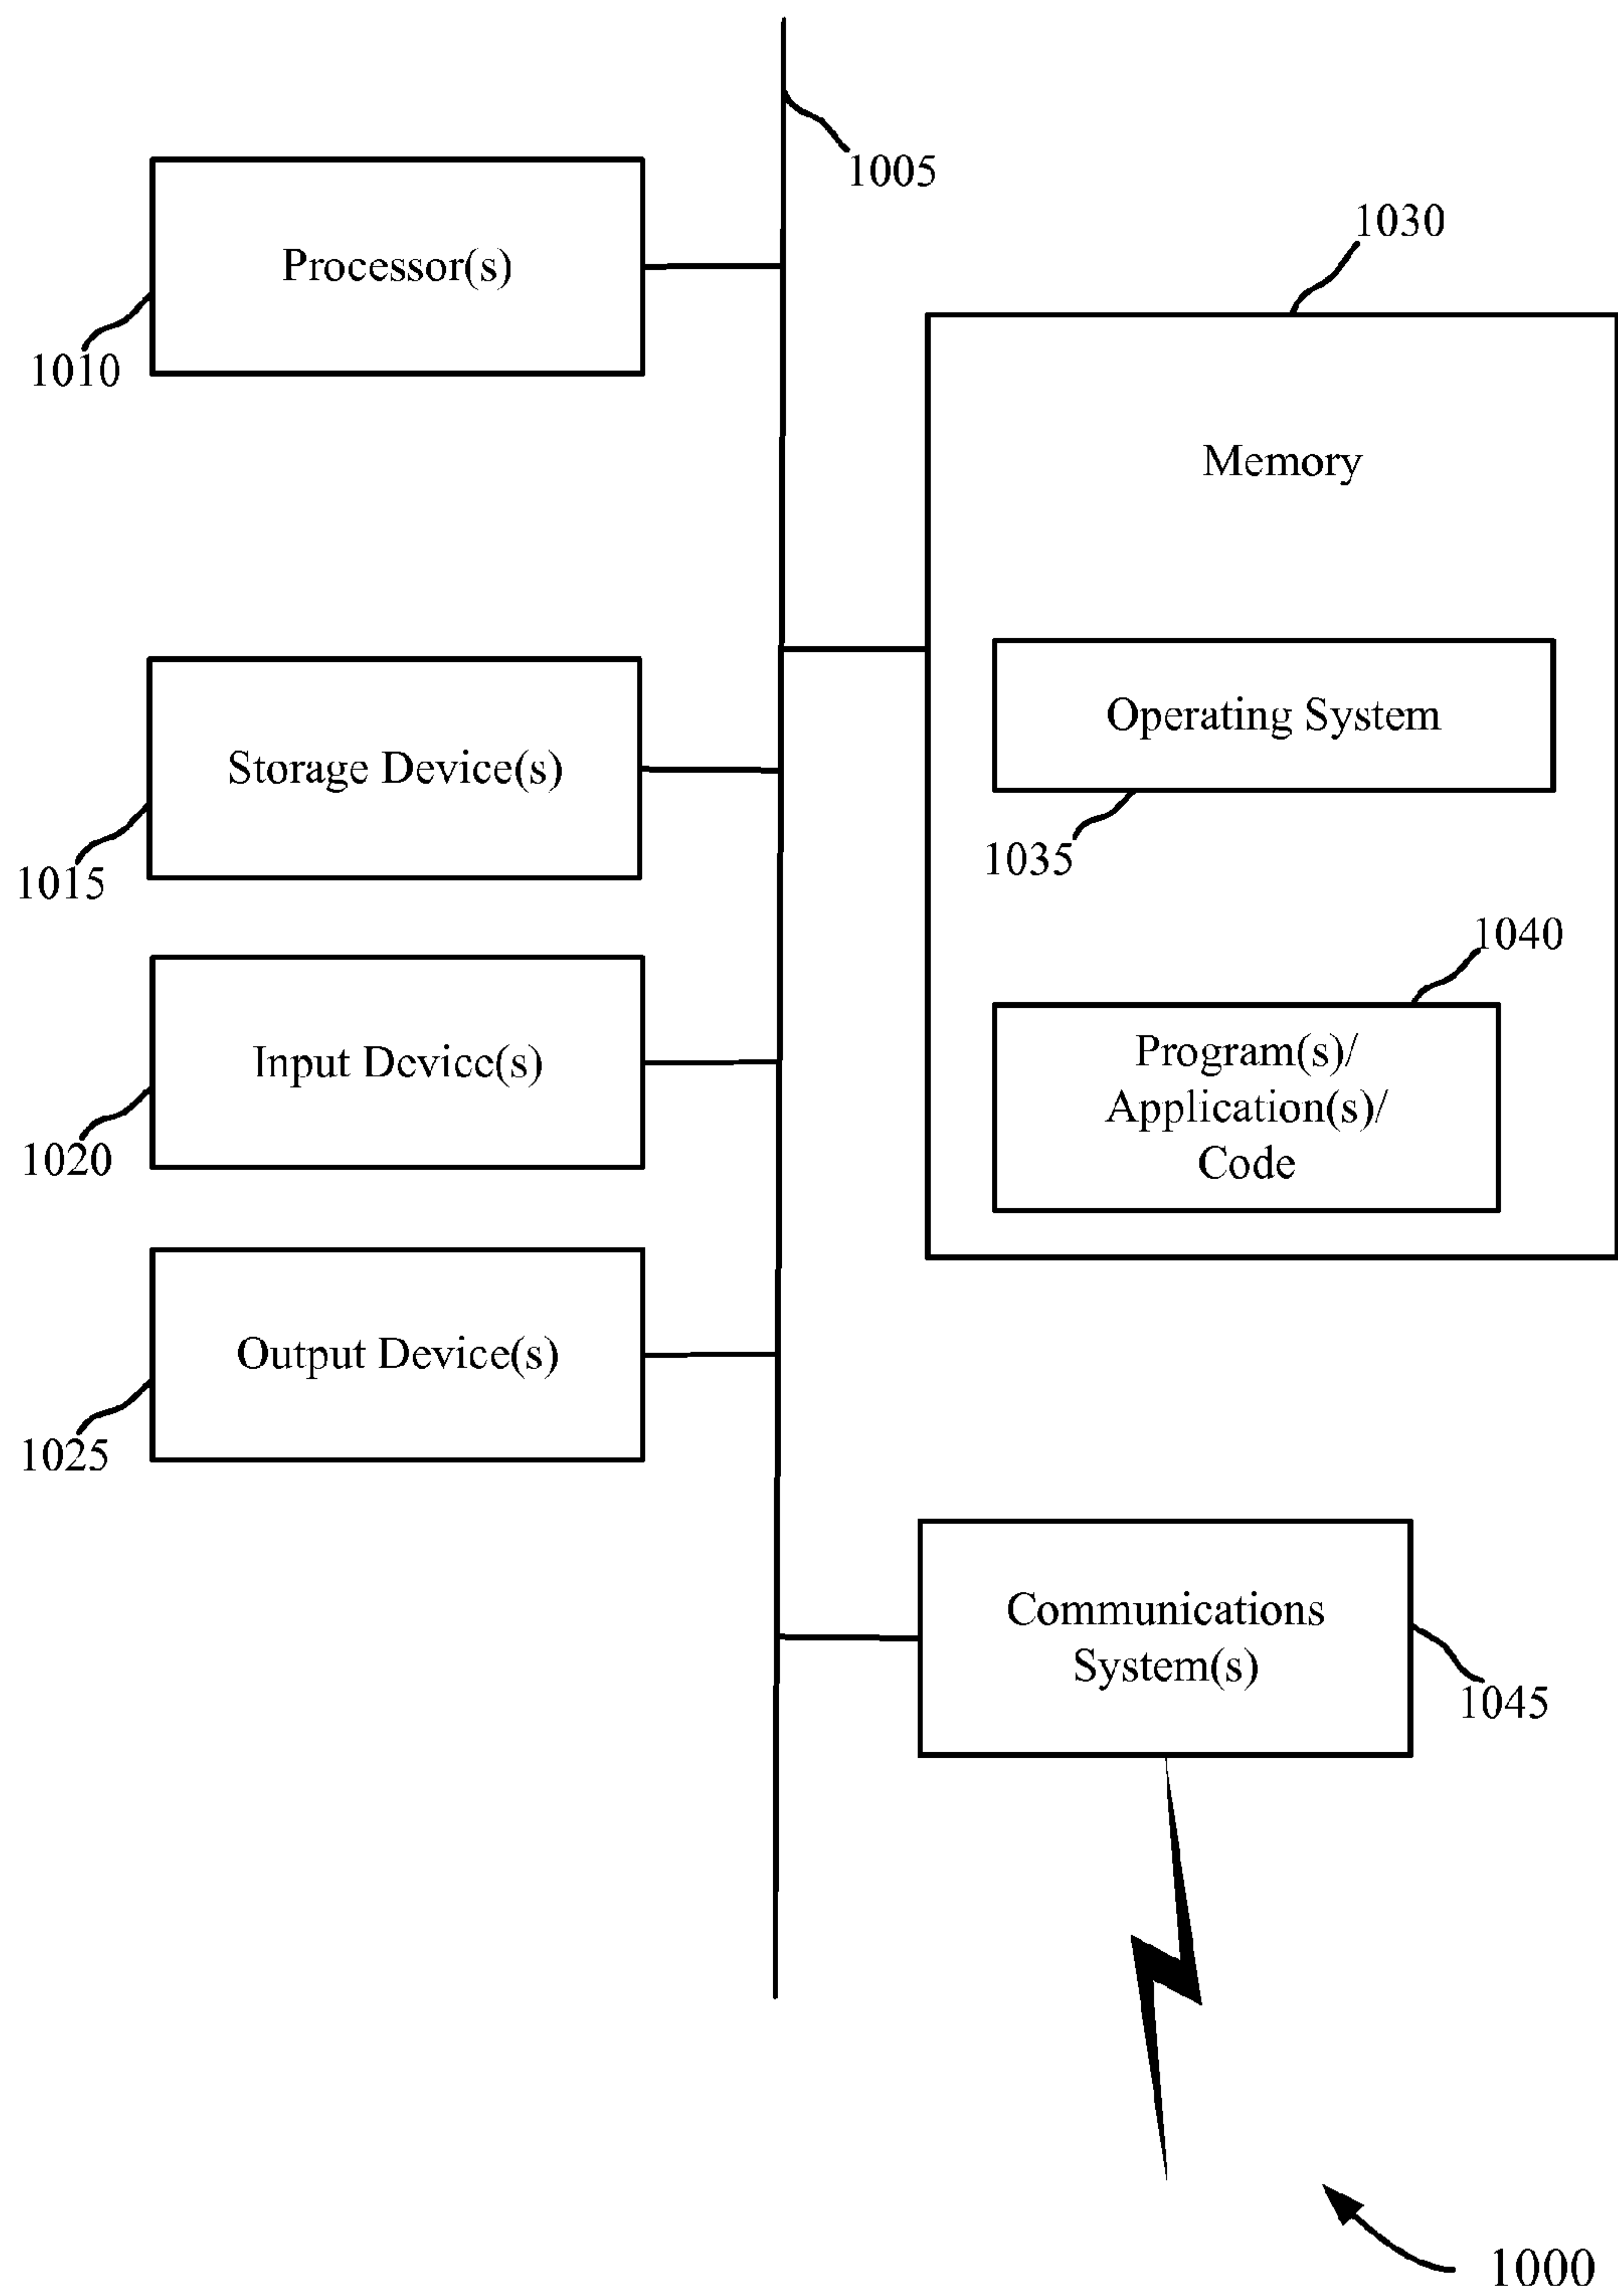 1005
Processor(s)
1010
1030
Memory
Operating System
1035
Storage Device(s)
1015
1040
Program(s)/
Application(s)/
Code
Input Device(s)
1020
Output Device(s)
1025
Communications
System(s)
1045
1000